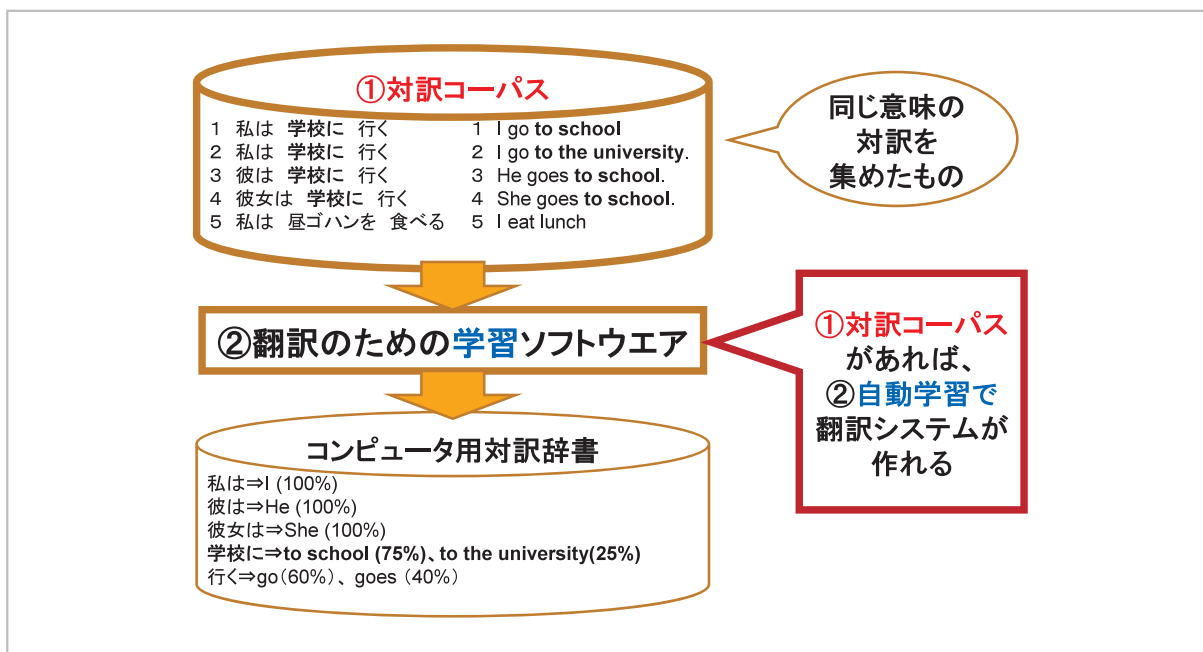 ①対訳コーパス
1 私は 学校に 行く
2 私は 学校に 行く
3 彼は 学校に 行く
4 彼女は 学校に 行く
5 私は 昼ゴハンを 食べる
1 I go to school
2 I go to the university.
3 He goes to school.
4 She goes to school.
5 I eat lunch
同じ意味の
対訳を
集めたもの
②翻訳のための学習ソフトウエア
①対訳コーパス
があれば、
②自動学習で
翻訳システムが
作れる
コンピュータ用対訳辞書
私は⇒I (100%)
彼は⇒He (100%)
彼女は⇒She (100%)
学校に⇒to school (75%)、to the university(25%)
行く⇒go(60%)、goes (40%)